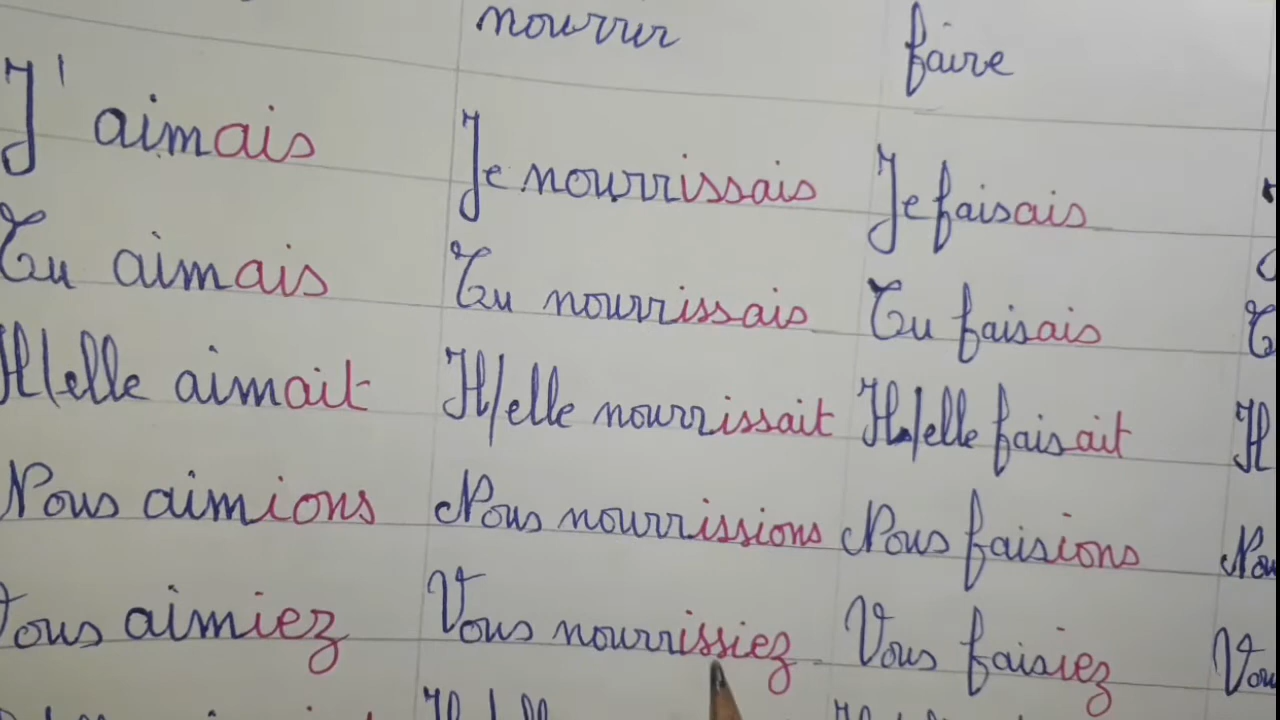 nourrir faire
J'aimais Je nourrissais Je faisais
Tu aimais Tu nourrissais Tu faisais
Il/elle aimait Il/elle nourrissait Il/elle faisait
Nous aimions Nous nourrissions Nous faisions
Vous aimiez Vous nourrissiez Vous faisiez